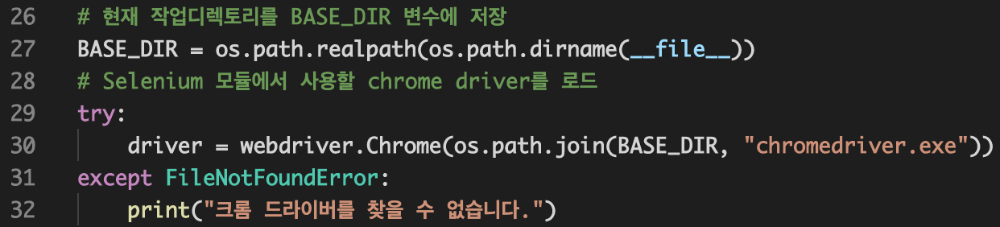 26 # 현재 작업디렉토리를 BASE_DIR 변수에 저장
27 BASE_DIR = os.path.realpath(os.path.dirname(__file__))
28 # Selenium 모듈에서 사용할 chrome driver를 로드
29 try:
30     driver = webdriver.Chrome(os.path.join(BASE_DIR, "chromedriver.exe"))
31 except FileNotFoundError:
32     print("크롬 드라이버를 찾을 수 없습니다.")